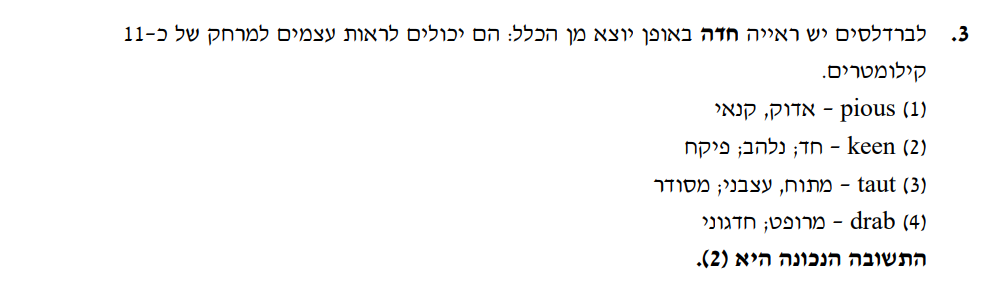 3. לברדלסים יש ראייה חדה באופן יוצא מן הכלל: הם יכולים לראות עצמים למרחק של כ-11
קילומטרים.
(1) pious - אדוק, קנאי
(2) keen - חד; נלהב; פיקח
(3) taut - מתוח, עצבני; מסודר
(4) drab - מרופט; חדגוני
התשובה הנכונה היא (2).